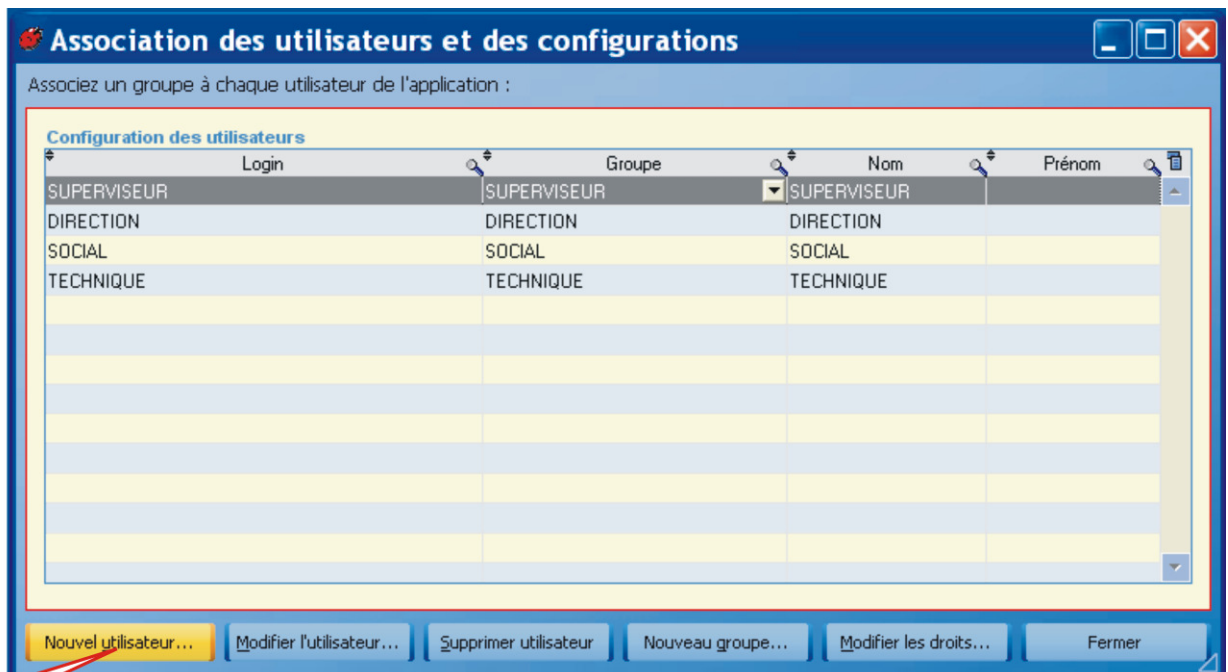 Association des utilisateurs et des configurations
Associez un groupe à chaque utilisateur de l'application :
Configuration des utilisateurs
Login Groupe Nom Prénom
SUPERVISEUR SUPERVISEUR SUPERVISEUR
DIRECTION DIRECTION DIRECTION
SOCIAL SOCIAL SOCIAL
TECHNIQUE TECHNIQUE TECHNIQUE
Nouvel utilisateur... Modifier l'utilisateur... Supprimer utilisateur Nouveau groupe... Modifier les droits... Fermer